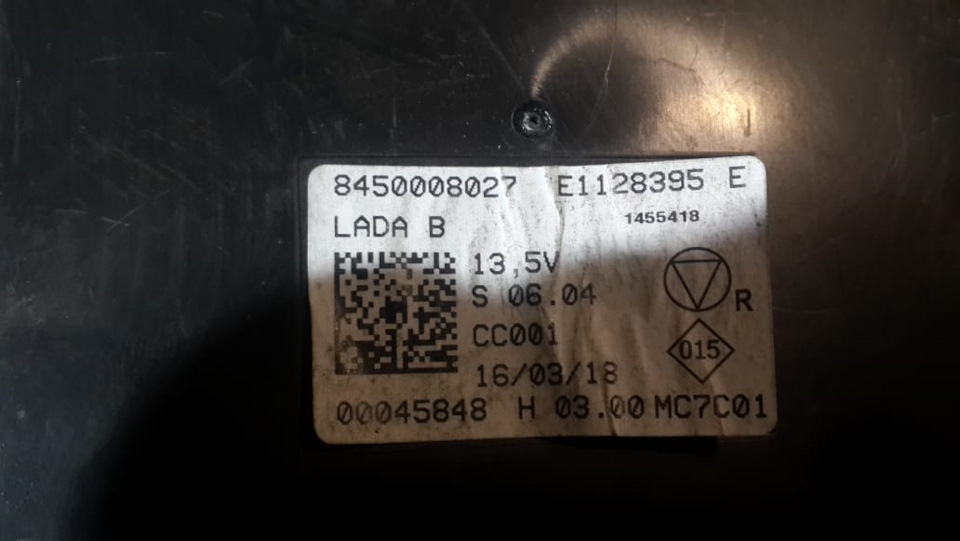 8450008027 E1128395 E
LADA B 1455418
13,5V
S 06.04 R
CC001 015
16/03/18
00045848 H 03.00 MC7C01